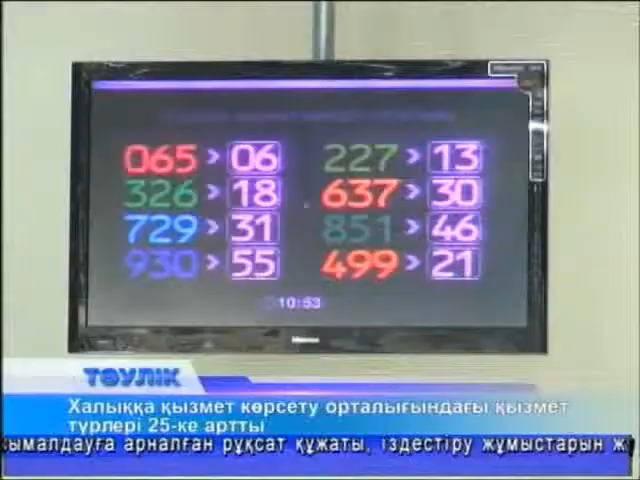 065 > 06 227 > 13
326 > 18 637 > 30
729 > 31 851 > 46
930 > 55 499 > 21
10:53
Hisense
ТӘУЛІК
Халыққа қызмет көрсету орталығындағы қызмет
түрлері 25-ке артты
ымалдауға арналған рұқсат құжаты, іздестіру жұмыстарын ж